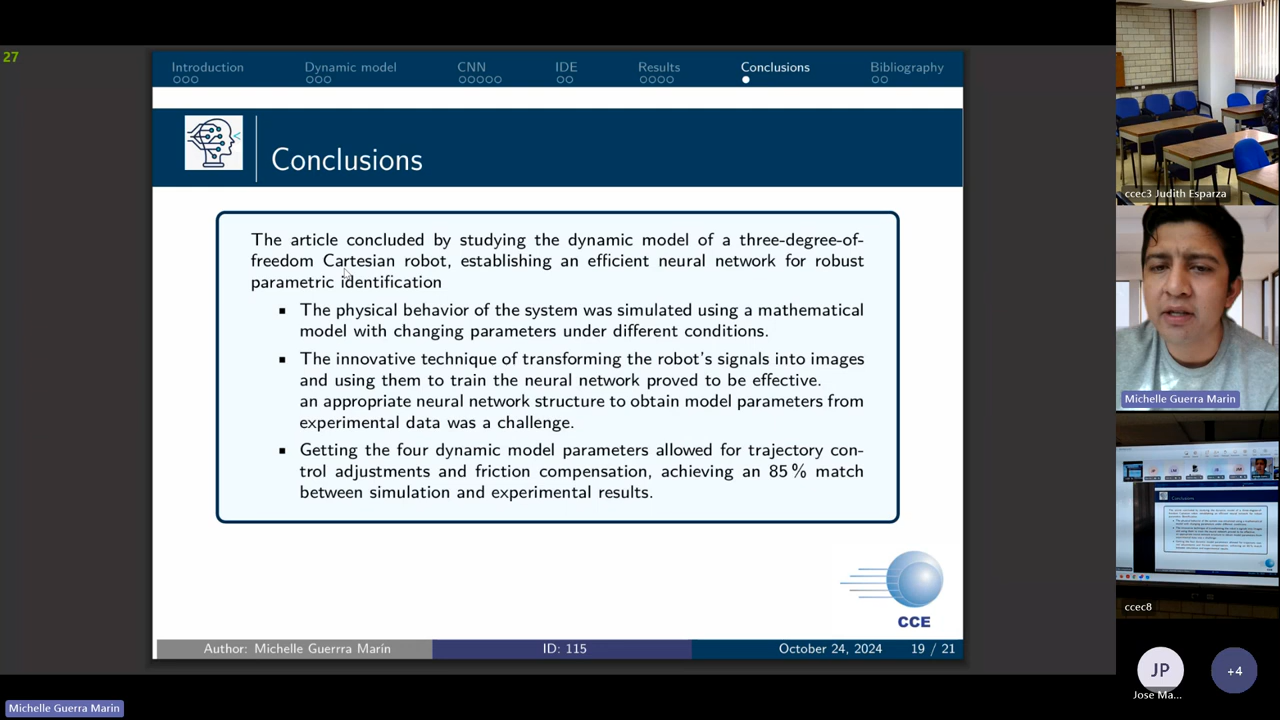 27
Introduction
Dynamic model
CNN
IDE
Results
Conclusions
Bibliography
Conclusions
The article concluded by studying the dynamic model of a three-degree-of-
freedom Cartesian robot, establishing an efficient neural network for robust
parametric identification
The physical behavior of the system was simulated using a mathematical
model with changing parameters under different conditions.
The innovative technique of transforming the robot's signals into images
and using them to train the neural network proved to be effective.
an appropriate neural network structure to obtain model parameters from
experimental data was a challenge.
Getting the four dynamic model parameters allowed for trajectory con-
trol adjustments and friction compensation, achieving an 85 % match
between simulation and experimental results.
CCE
Author: Michelle Guerrra Marín
ID: 115
October 24, 2024
19 / 21
ccec3 Judith Esparza
Michelle Guerra Marin
Conclusions
ccec8
JP
Jose Ma...
+4
Michelle Guerra Marin